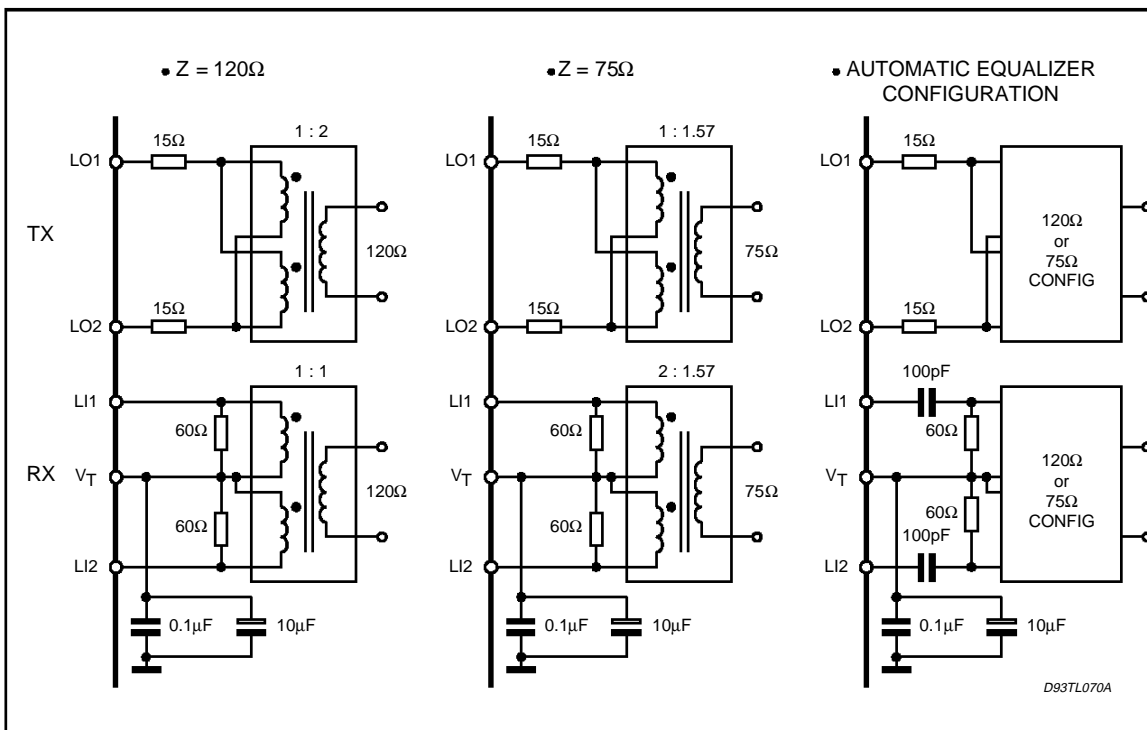 • Z = 120Ω
• Z = 75Ω
• AUTOMATIC EQUALIZER
CONFIGURATION
TX
RX
1 : 2
15Ω
LO1
120Ω
15Ω
LO2
1 : 1
LI1
60Ω
VT
120Ω
60Ω
LI2
0.1µF
10µF
1 : 1.57
15Ω
LO1
75Ω
15Ω
LO2
2 : 1.57
LI1
60Ω
VT
75Ω
60Ω
LI2
0.1µF
10µF
15Ω
LO1
120Ω
or
75Ω
CONFIG
15Ω
LO2
100pF
LI1
60Ω
VT
120Ω
or
75Ω
CONFIG
60Ω
100pF
LI2
0.1µF
10µF
D93TL070A